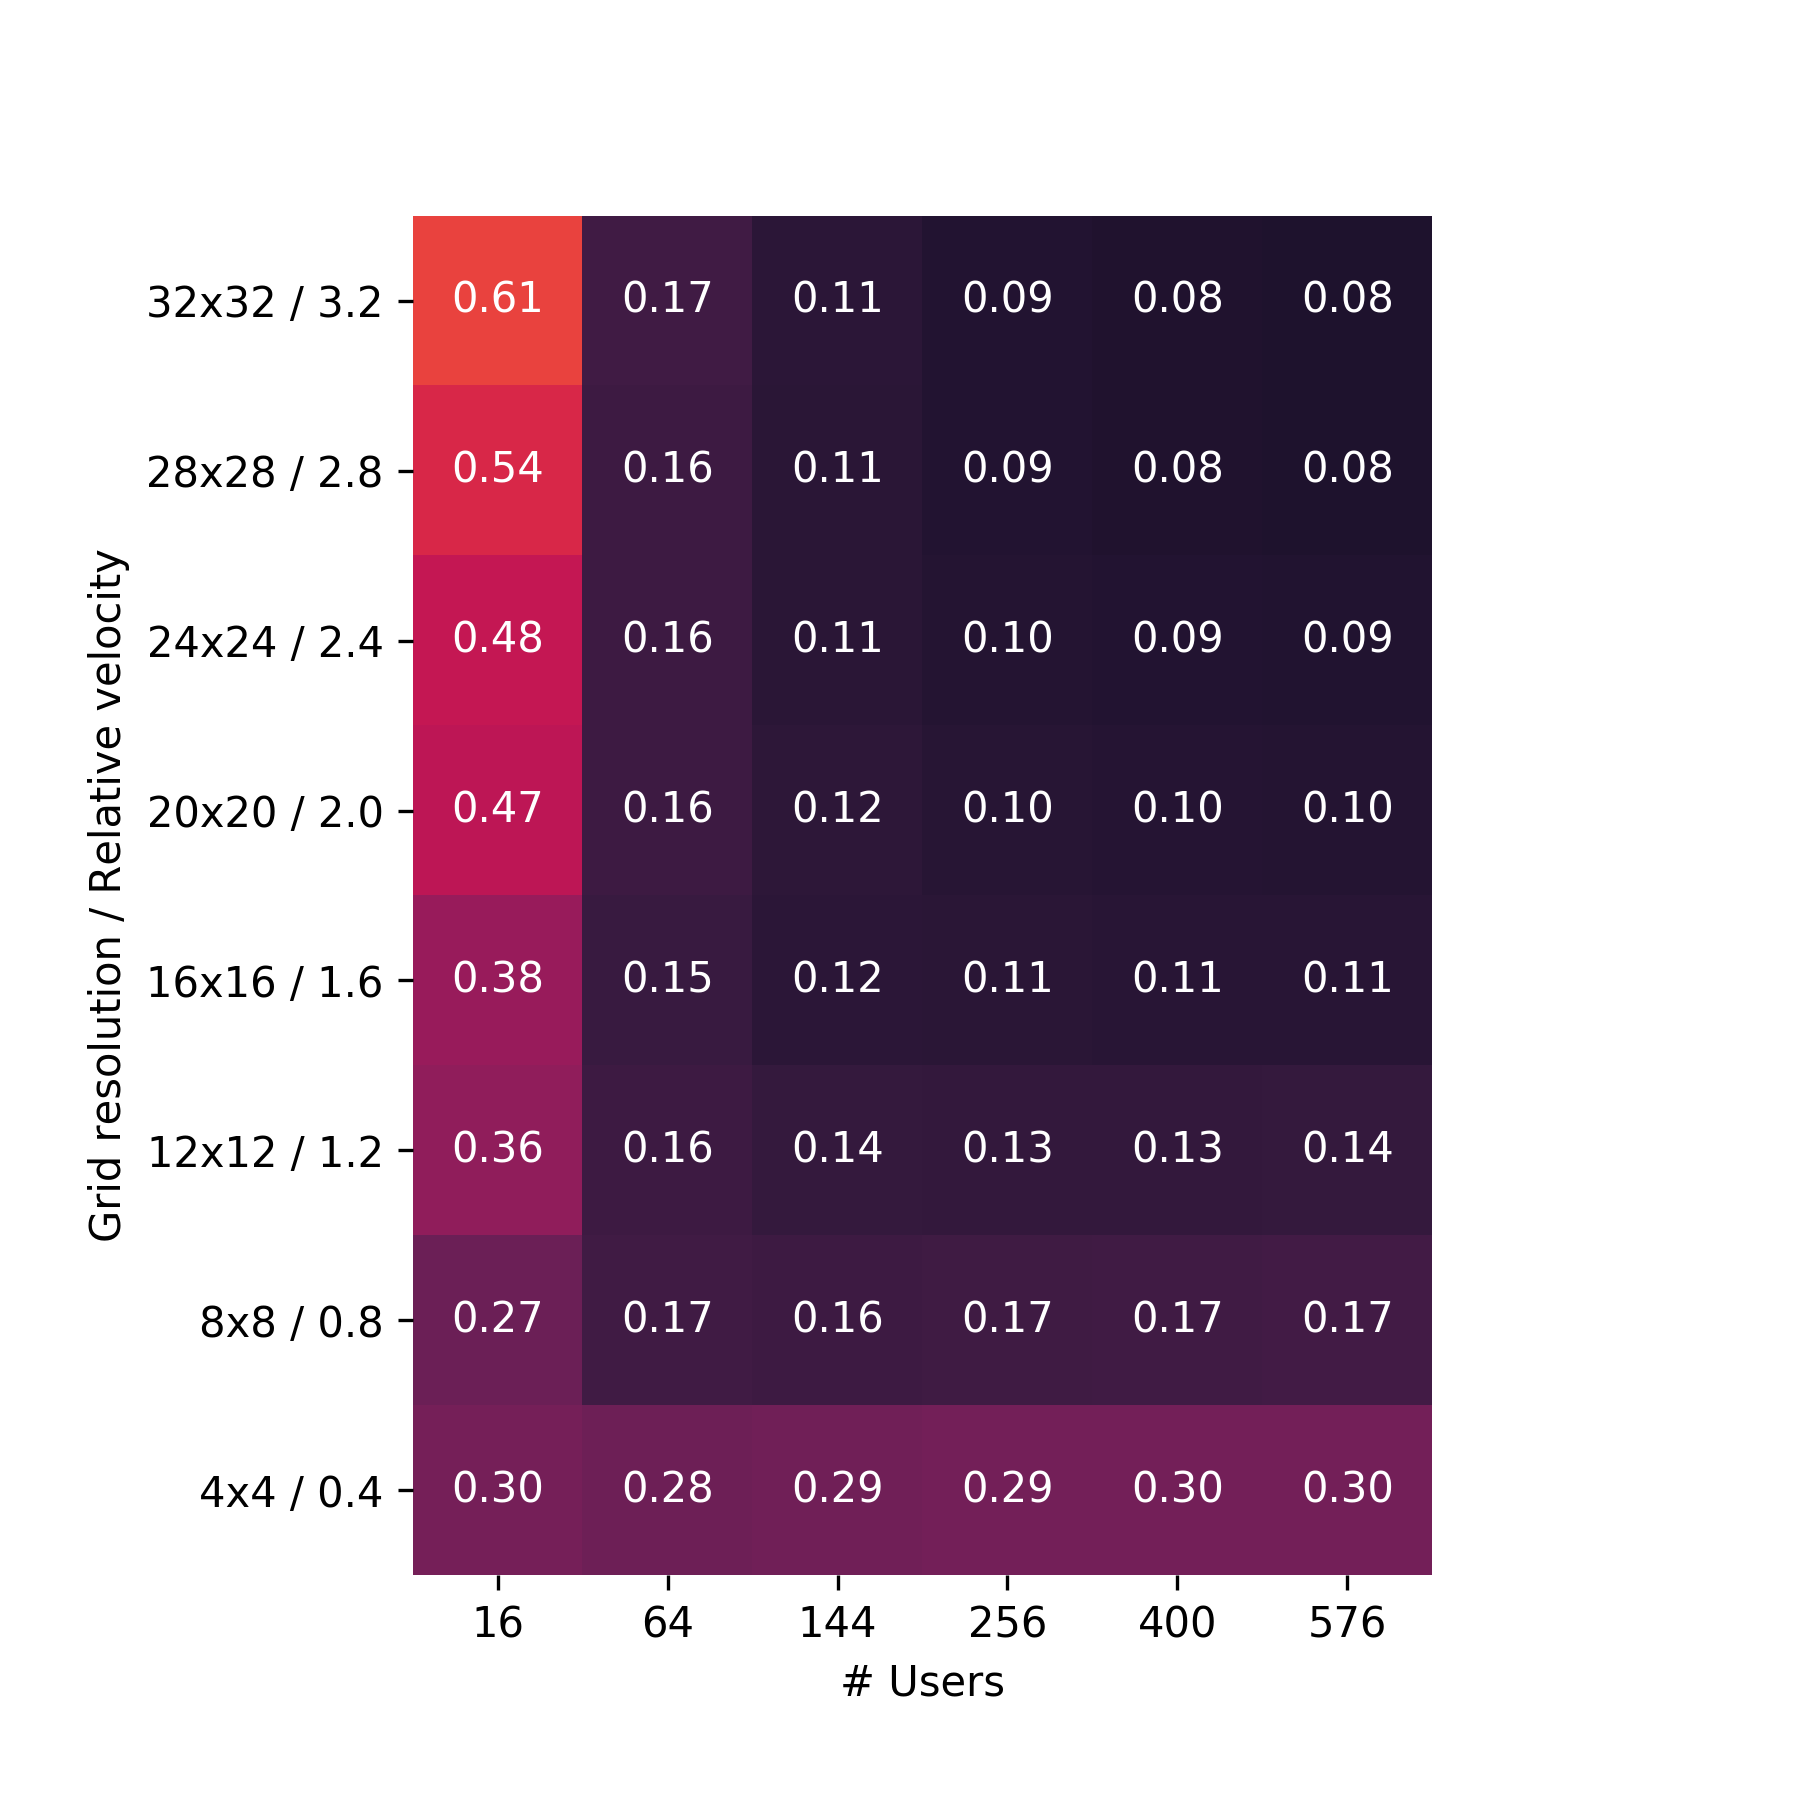 32x32 / 3.2 0.61 0.17 0.11 0.09 0.08 0.08
28x28 / 2.8 0.54 0.16 0.11 0.09 0.08 0.08
24x24 / 2.4 0.48 0.16 0.11 0.10 0.09 0.09
20x20 / 2.0 0.47 0.16 0.12 0.10 0.10 0.10
16x16 / 1.6 0.38 0.15 0.12 0.11 0.11 0.11
12x12 / 1.2 0.36 0.16 0.14 0.13 0.13 0.14
8x8 / 0.8 0.27 0.17 0.16 0.17 0.17 0.17
4x4 / 0.4 0.30 0.28 0.29 0.29 0.30 0.30
16 64 144 256 400 576
# Users
Grid resolution / Relative velocity